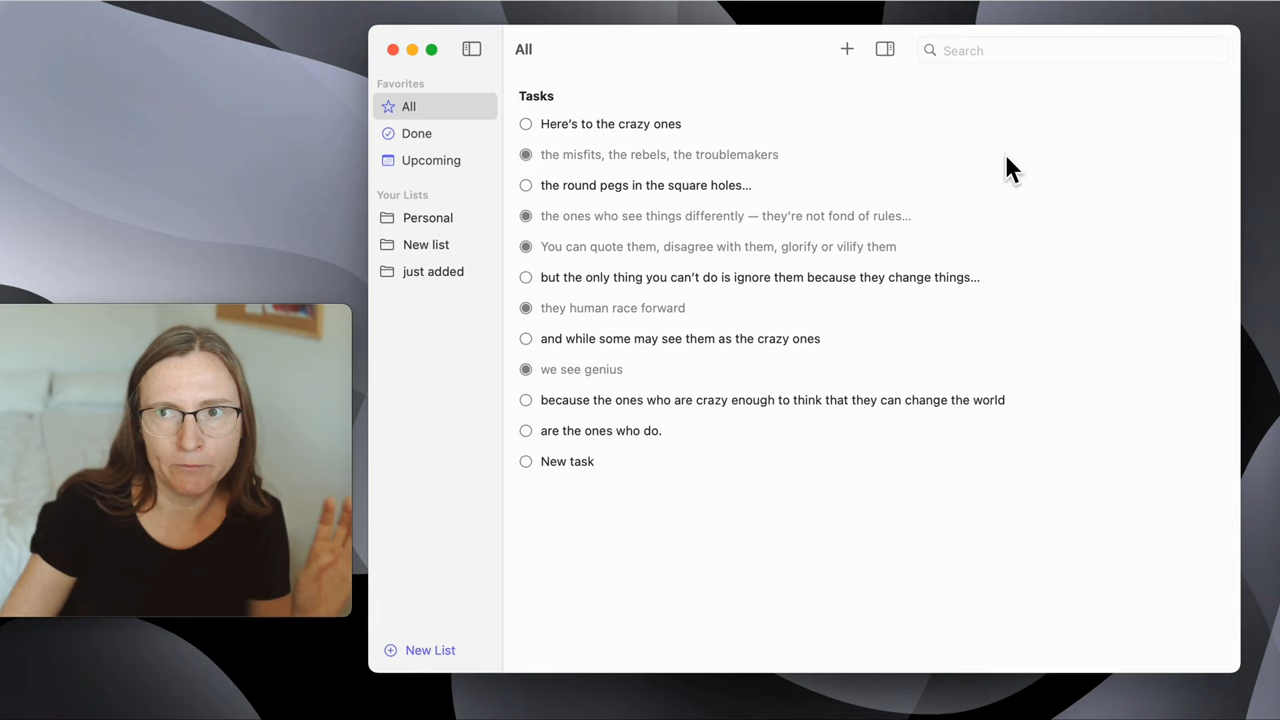 All
Search
Favorites
All
Done
Upcoming
Your Lists
Personal
New list
just added
New List
Tasks
Here’s to the crazy ones
the misfits, the rebels, the troublemakers
the round pegs in the square holes…
the ones who see things differently — they’re not fond of rules…
You can quote them, disagree with them, glorify or vilify them
but the only thing you can’t do is ignore them because they change things…
they human race forward
and while some may see them as the crazy ones
we see genius
because the ones who are crazy enough to think that they can change the world
are the ones who do.
New task